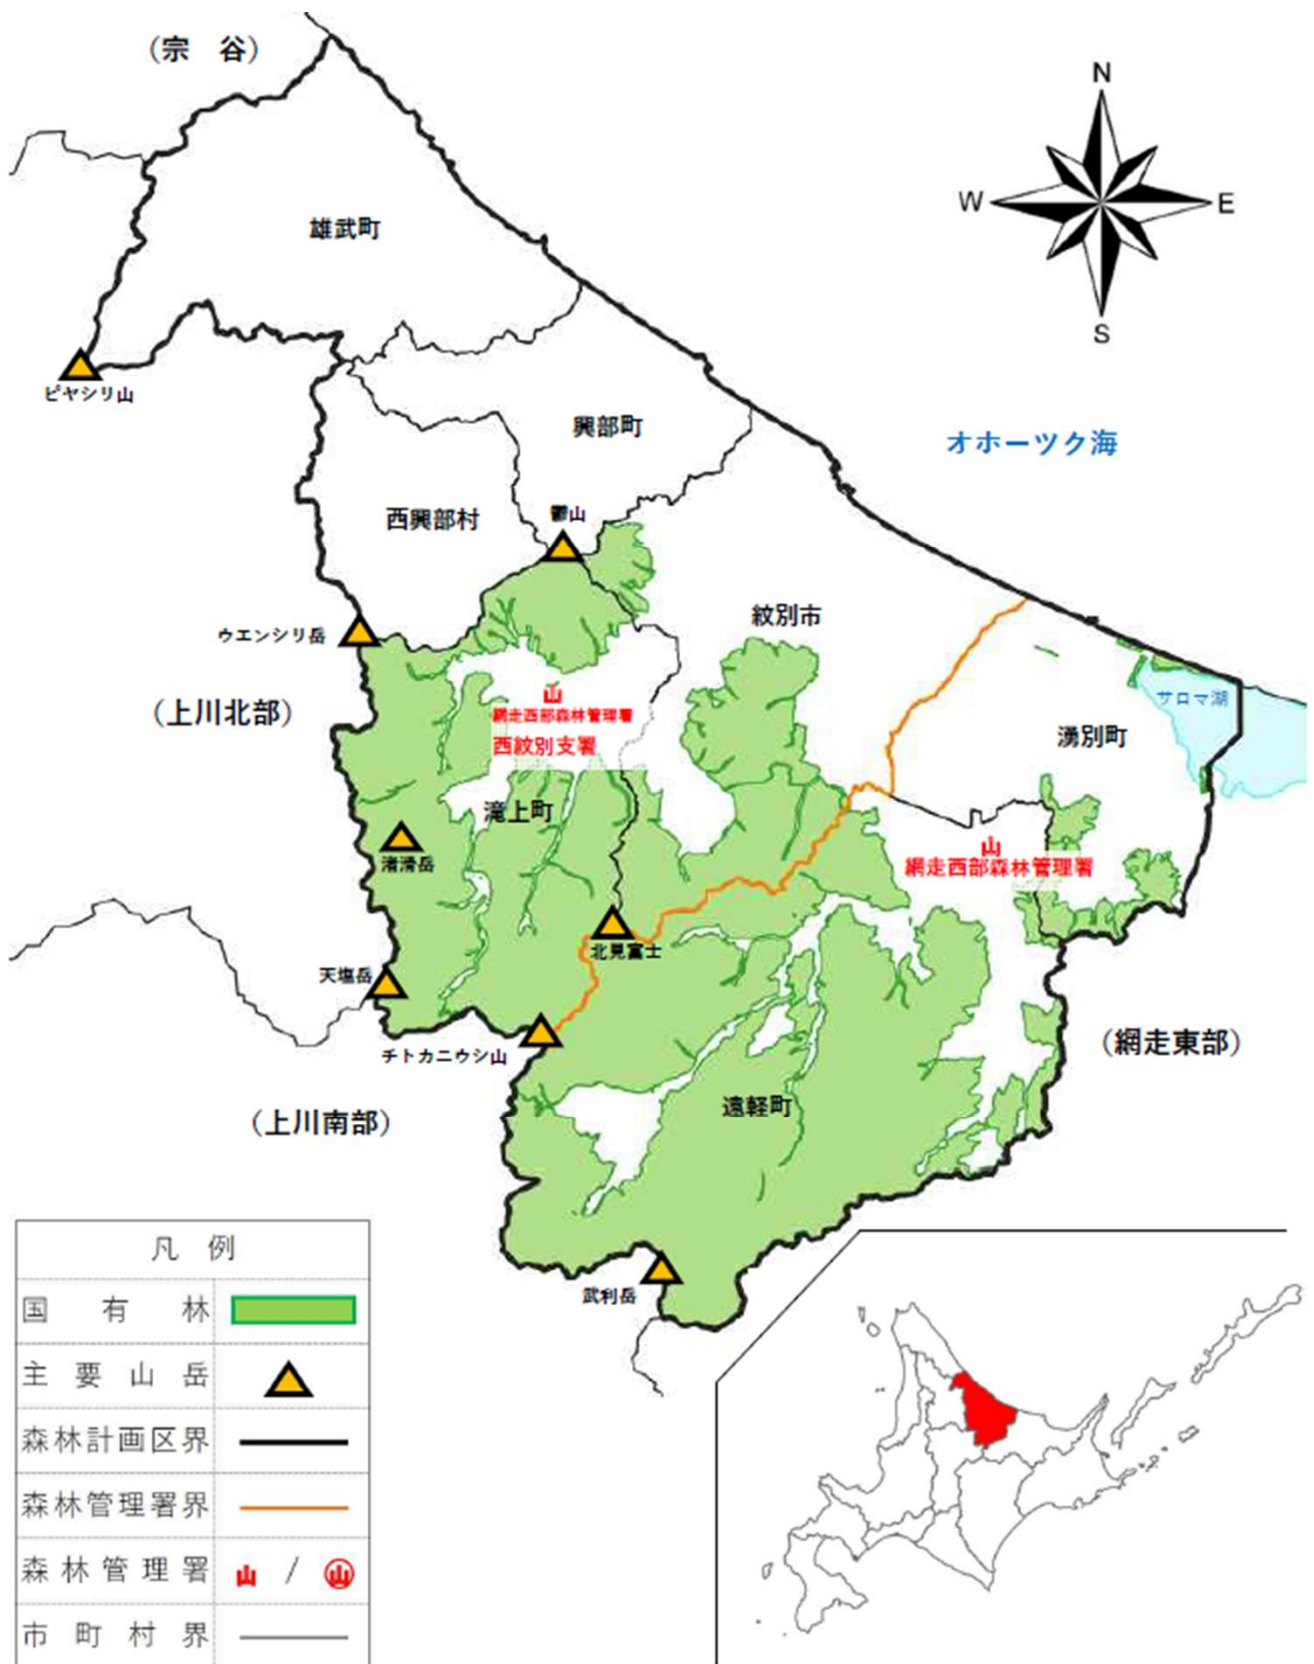 （宗　谷）
N
W
E
S
雄武町
ピヤシリ山
興部町
オホーツク海
西興部村
鬱山
紋別市
ウエンシリ岳
（上川北部）
網走西部森林管理署
西紋別支署
サロマ湖
湧別町
滝上町
渚滑岳
網走西部森林管理署
北見富士
天塩岳
チトカニウシ山
（網走東部）
（上川南部）
遠軽町
武利岳
凡　例
国有林
主要山岳
森林計画区界
森林管理署界
森林管理署
/
市町村界